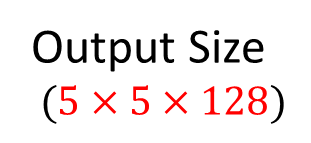 Output Size
(5 × 5 × 128)